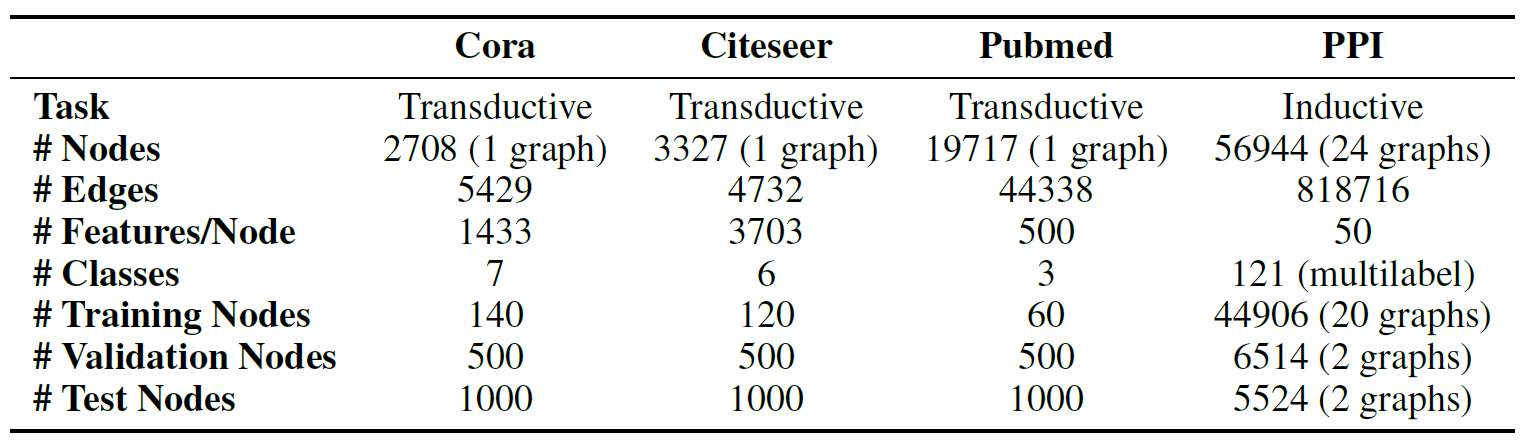 Cora Citeseer Pubmed PPI
Task Transductive Transductive Transductive Inductive
# Nodes 2708 (1 graph) 3327 (1 graph) 19717 (1 graph) 56944 (24 graphs)
# Edges 5429 4732 44338 818716
# Features/Node 1433 3703 500 50
# Classes 7 6 3 121 (multilabel)
# Training Nodes 140 120 60 44906 (20 graphs)
# Validation Nodes 500 500 500 6514 (2 graphs)
# Test Nodes 1000 1000 1000 5524 (2 graphs)